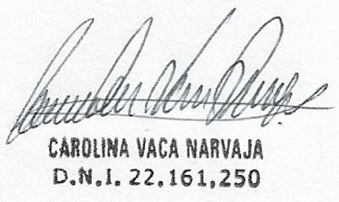 CAROLINA VACA NARVAJA
D.N.I. 22.161,250